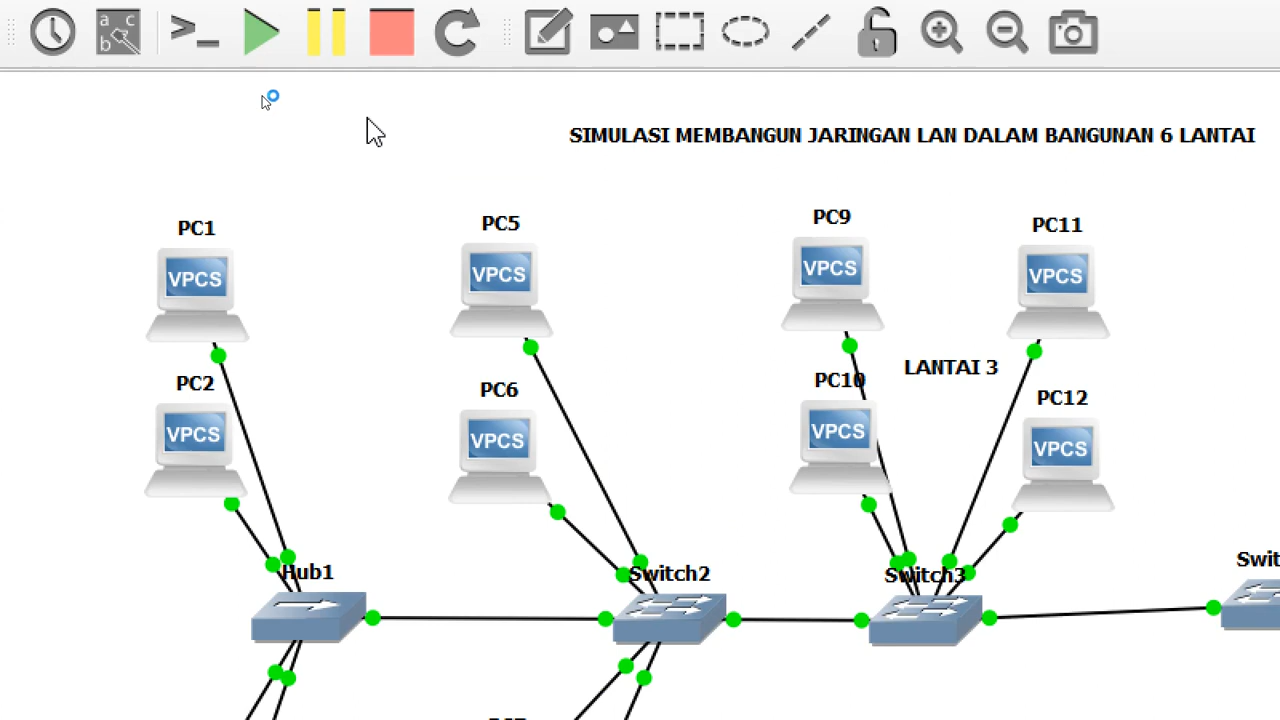 a c
b
SIMULASI MEMBANGUN JARINGAN LAN DALAM BANGUNAN 6 LANTAI
PC1
VPCS
PC5
VPCS
PC9
VPCS
PC11
VPCS
PC2
VPCS
PC6
VPCS
PC10
VPCS
LANTAI 3
PC12
VPCS
Hub1
Switch2
Switch3
Swit